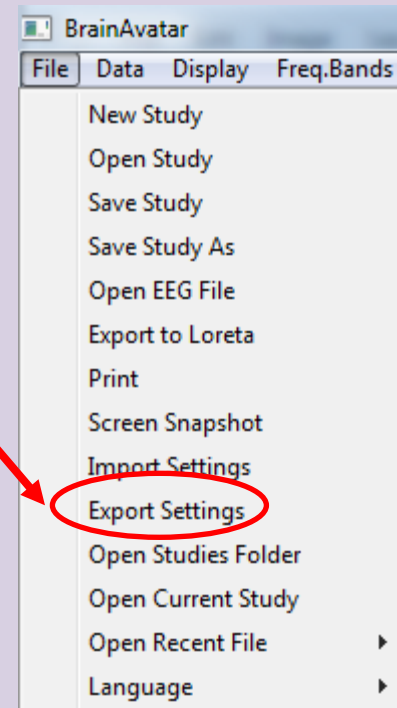 BrainAvatar
File Data Display Freq.Bands
New Study
Open Study
Save Study
Save Study As
Open EEG File
Export to Loreta
Print
Screen Snapshot
Import Settings
Export Settings
Open Studies Folder
Open Current Study
Open Recent File
Language